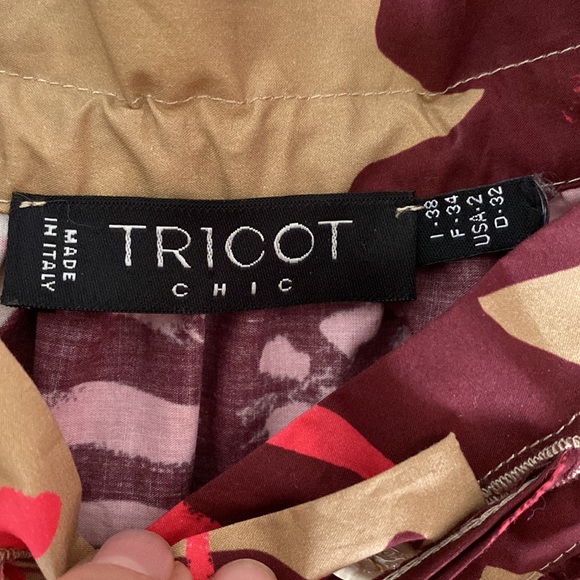 MADE
IN ITALY
TRICOT
CHIC
I-38
F-34
USA-2
D-32